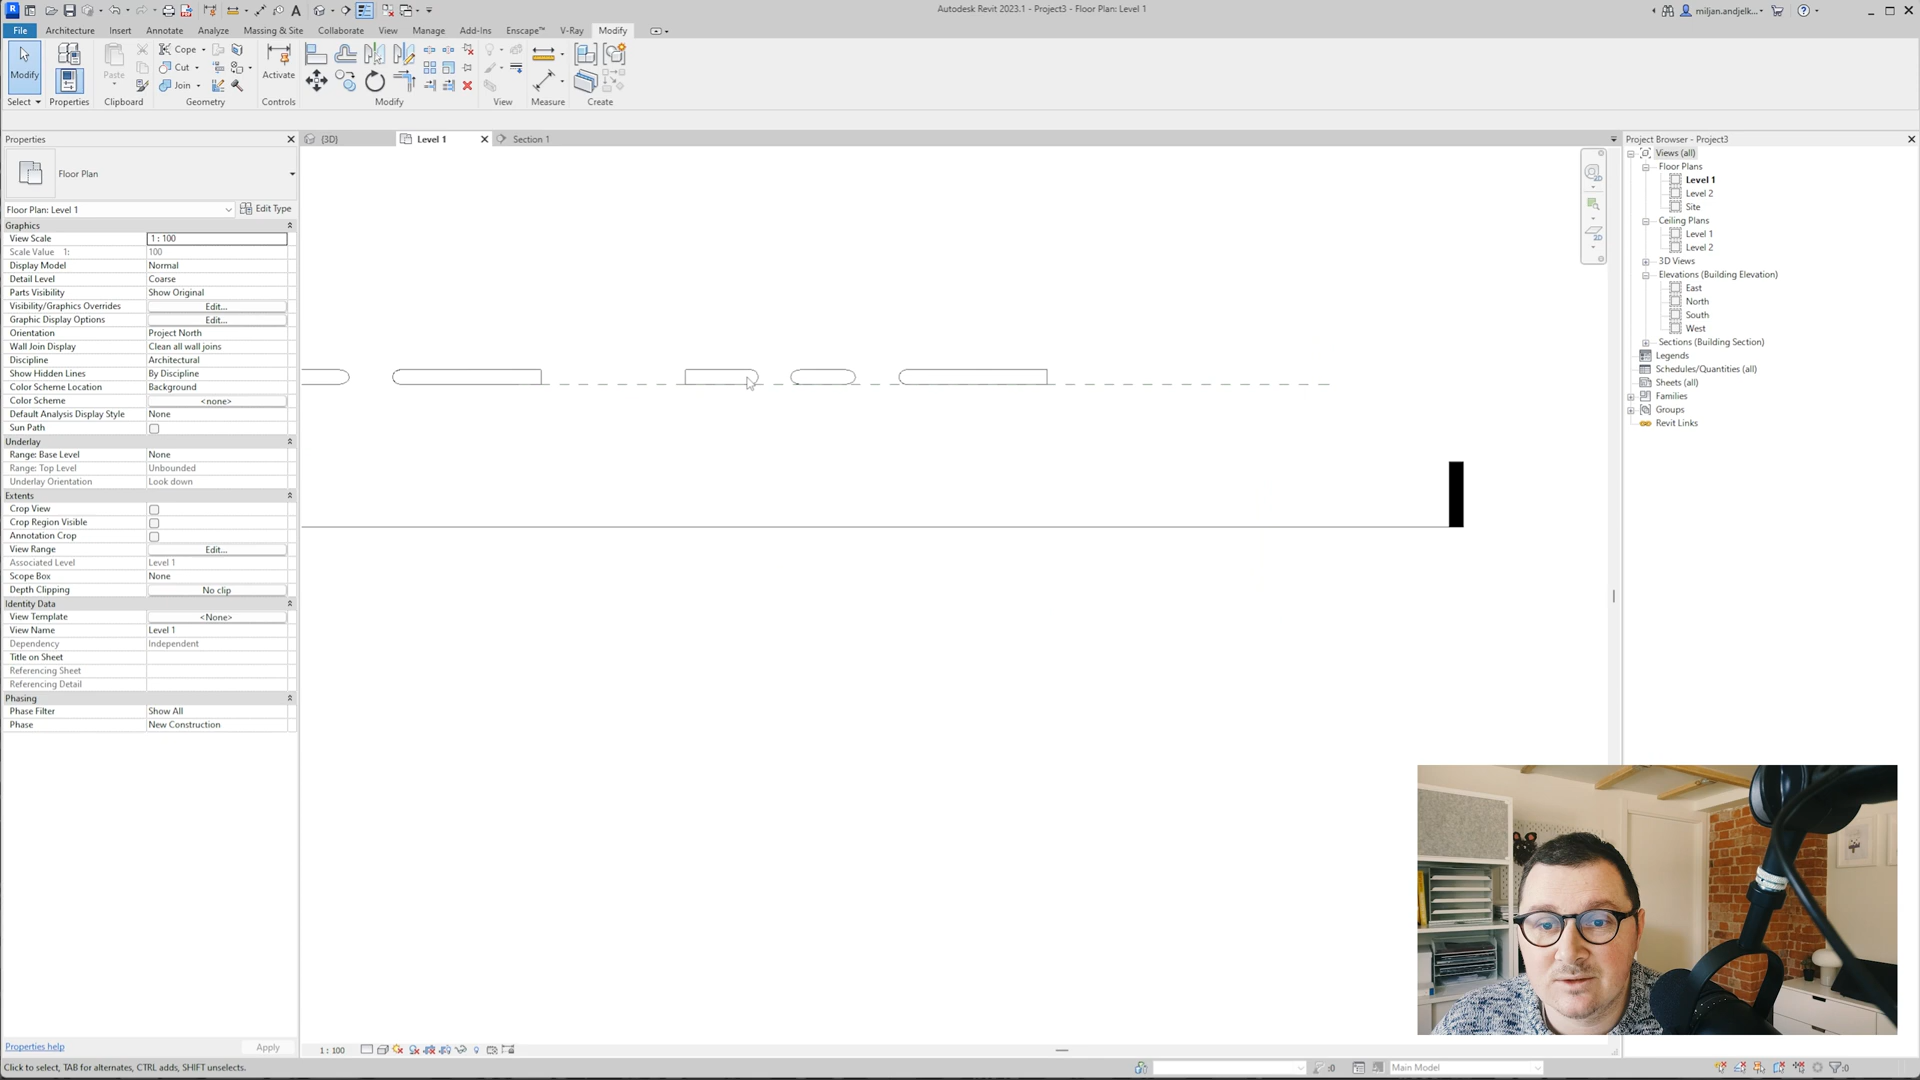 Autodesk Revit 2023.1 - Project3 - Floor Plan: Level 1
miljan.andjelk...
File Architecture Insert Annotate Analyze Massing & Site Collaborate View Manage Add-Ins Enscape™ V-Ray Modify
Modify
Paste
Cope
Cut
Join
Activate
Select Properties Clipboard Geometry Controls Modify View Measure Create
Properties
{3D}
Level 1
Section 1
Project Browser - Project3
Floor Plan
Floor Plan: Level 1
Edit Type
Graphics
View Scale 1 : 100
Scale Value 1: 100
Display Model Normal
Detail Level Coarse
Parts Visibility Show Original
Visibility/Graphics Overrides Edit...
Graphic Display Options Edit...
Orientation Project North
Wall Join Display Clean all wall joins
Discipline Architectural
Show Hidden Lines By Discipline
Color Scheme Location Background
Color Scheme <none>
Default Analysis Display Style None
Sun Path
Underlay
Range: Base Level None
Range: Top Level Unbounded
Underlay Orientation Look down
Extents
Crop View
Crop Region Visible
Annotation Crop
View Range Edit...
Associated Level Level 1
Scope Box None
Depth Clipping No clip
Identity Data
View Template <None>
View Name Level 1
Dependency Independent
Title on Sheet
Referencing Sheet
Referencing Detail
Phasing
Phase Filter Show All
Phase New Construction
Properties help
Apply
Views (all)
Floor Plans
Level 1
Level 2
Site
Ceiling Plans
Level 1
Level 2
3D Views
Elevations (Building Elevation)
East
North
South
West
Sections (Building Section)
Legends
Schedules/Quantities (all)
Sheets (all)
Families
Groups
Revit Links
2D
2D
1 : 100
Click to select, TAB for alternates, CTRL adds, SHIFT unselects.
:0
Main Model
:0